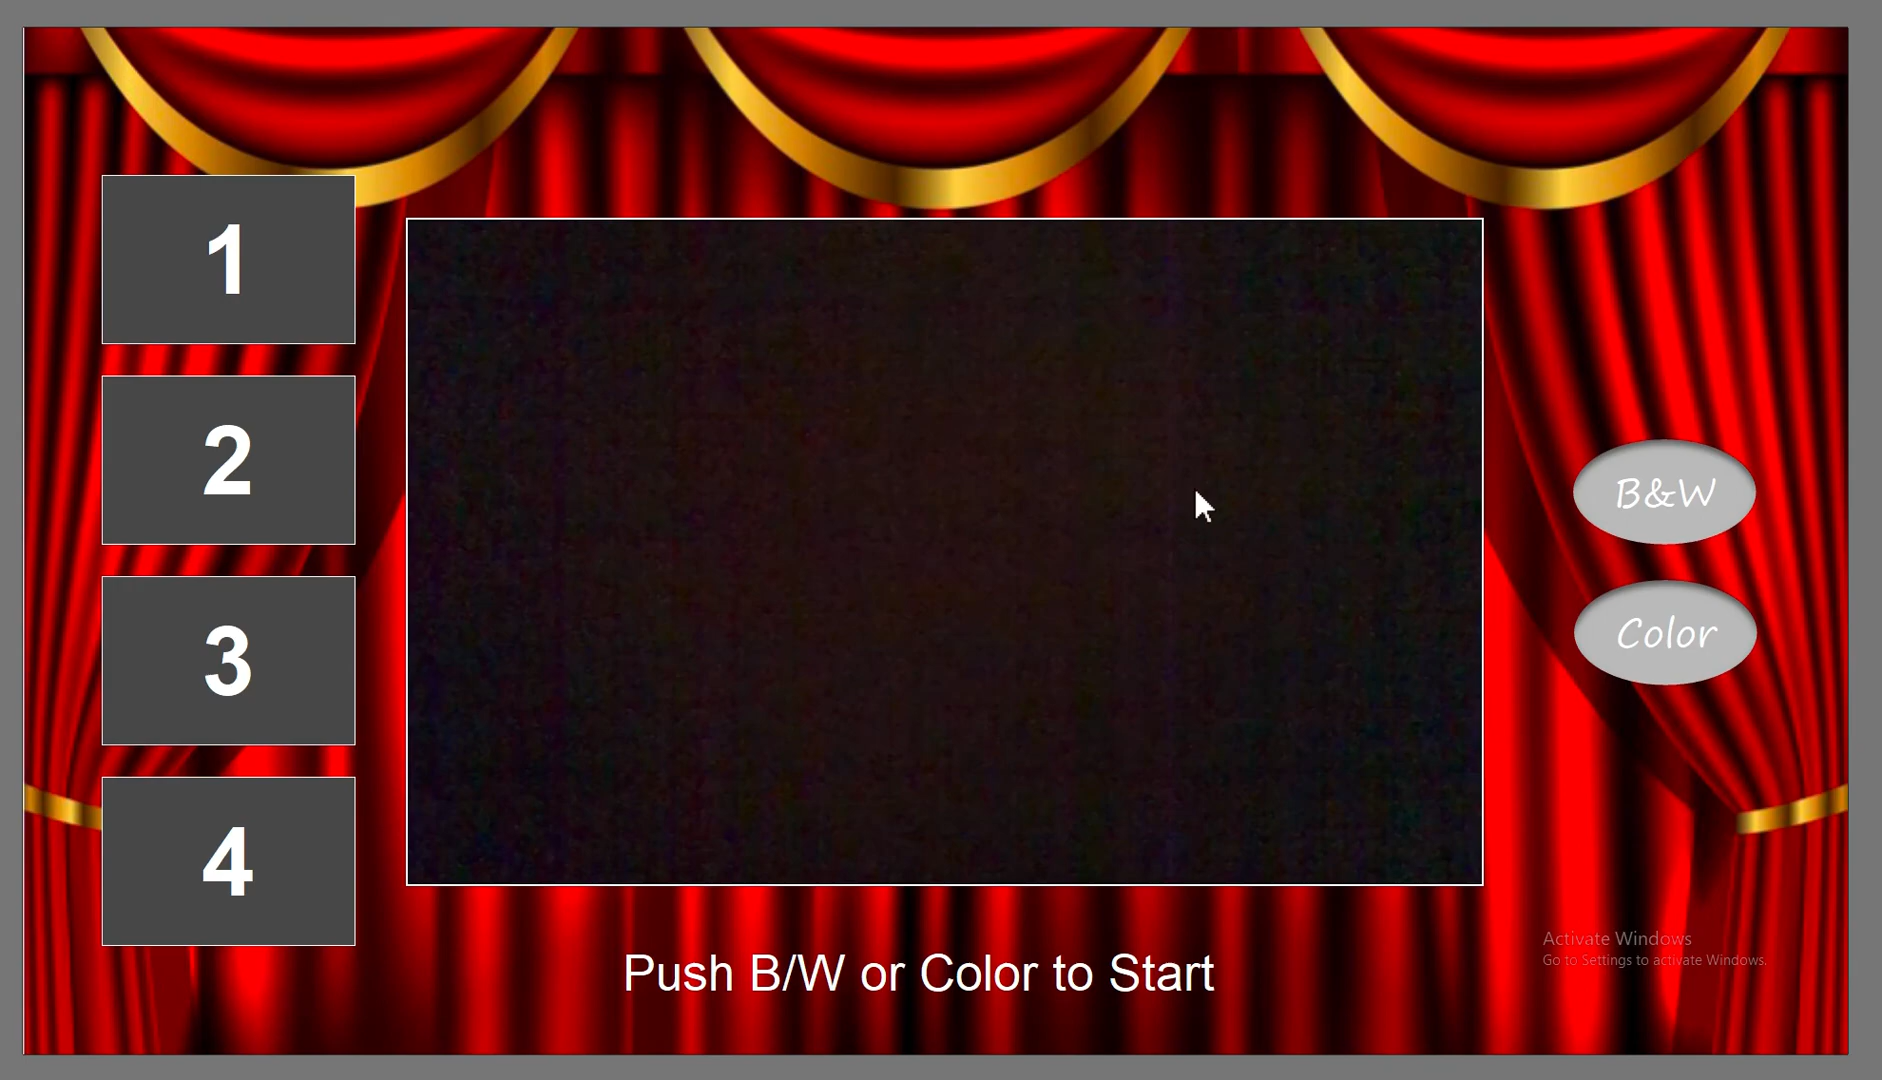 1
2
3
4
B&W
Color
Push B/W or Color to Start
Activate Windows
Go to Settings to activate Windows.